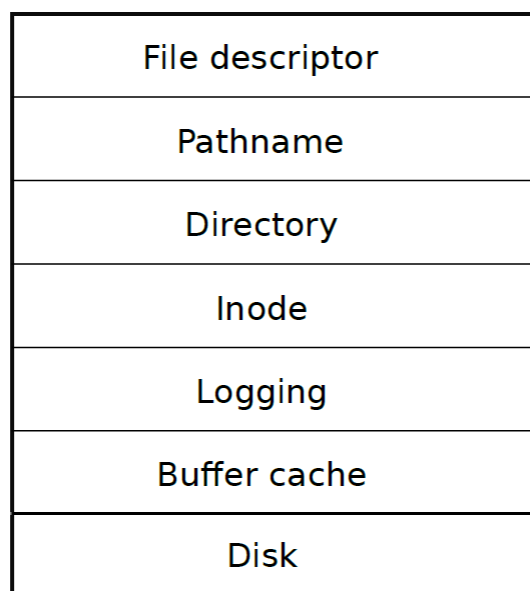 File descriptor
Pathname
Directory
Inode
Logging
Buffer cache
Disk